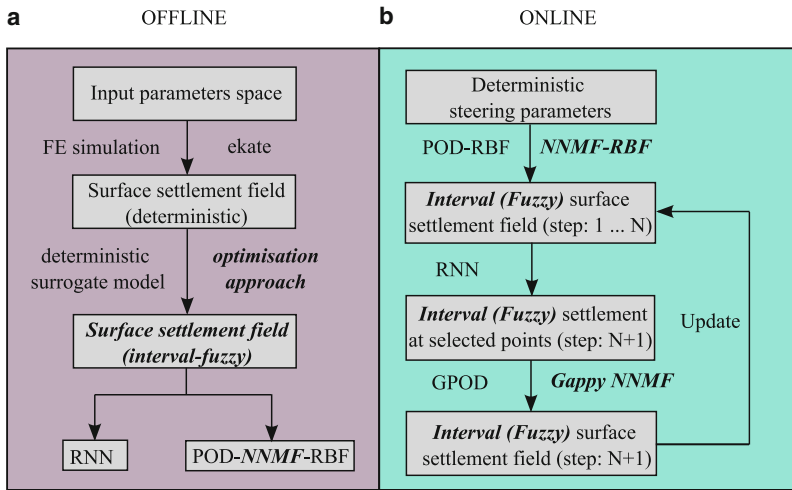 a
OFFLINE
Input parameters space
FE simulation
ekate
Surface settlement field
(deterministic)
deterministic
surrogate model
optimisation
approach
Surface settlement field
(interval-fuzzy)
RNN
POD-NNMF-RBF
b
ONLINE
Deterministic
steering parameters
POD-RBF
NNMF-RBF
Interval (Fuzzy) surface
settlement field (step: 1 ... N)
RNN
Interval (Fuzzy) settlement
at selected points (step: N+1)
Update
GPOD
Gappy NNMF
Interval (Fuzzy) surface
settlement field (step: N+1)